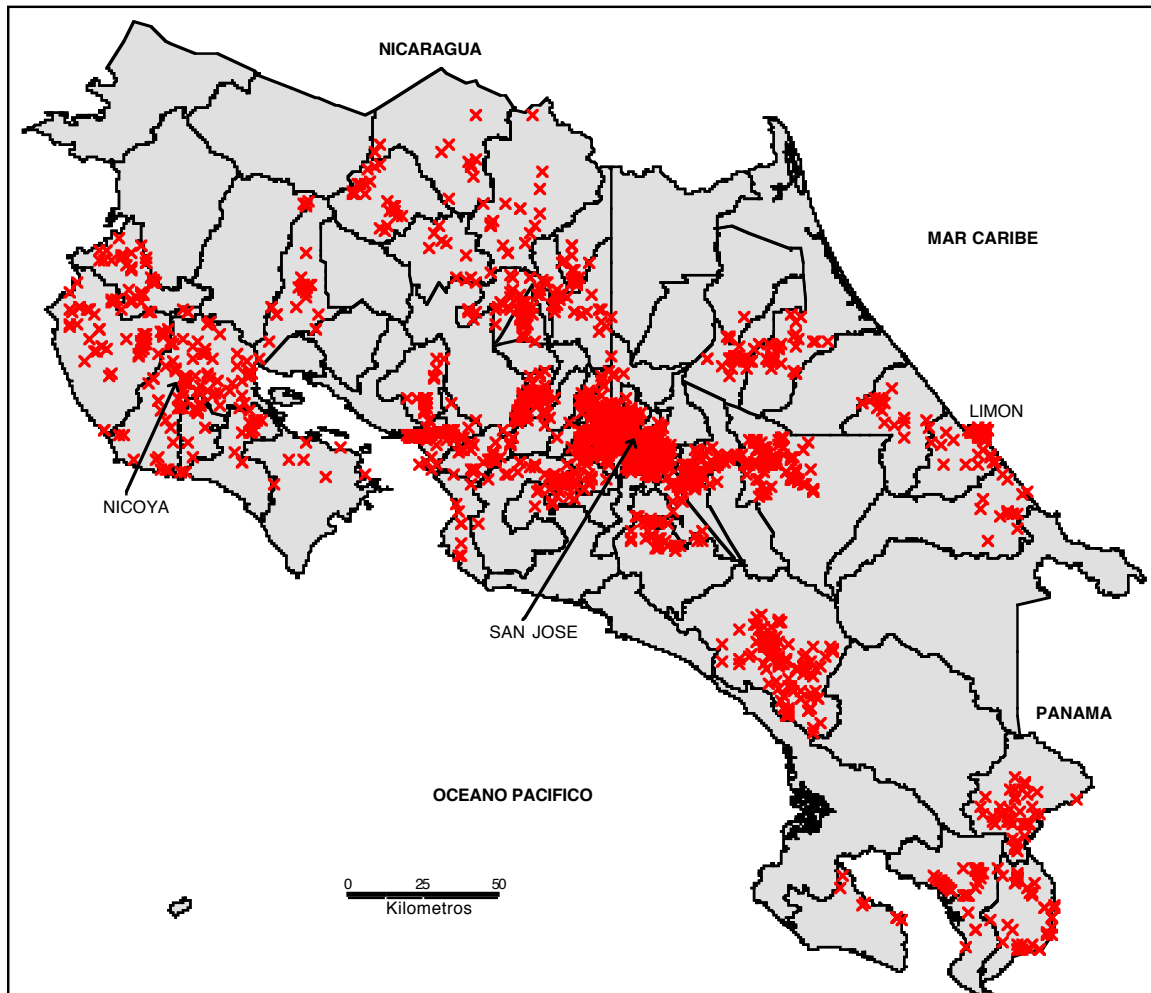 NICARAGUA
MAR CARIBE
LIMON
NICOYA
SAN JOSE
PANAMA
OCEANO PACIFICO
0 25 50
Kilometros